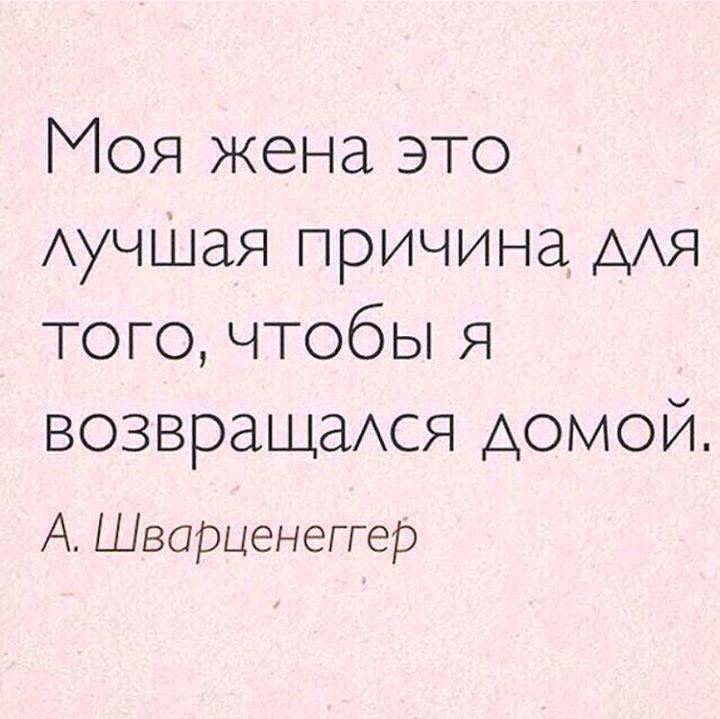 Моя жена это
лучшая причина для
того, чтобы я
возвращался домой.
А. Шварценеггер